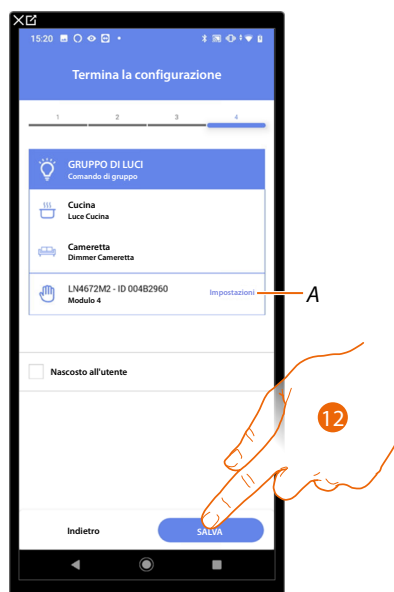 15:20
Termina la configurazione
1 2 3 4
GRUPPO DI LUCI
Comando di gruppo
Cucina
Luce Cucina
Cameretta
Dimmer Cameretta
LN4672M2 - ID 004B2960 Impostazioni A
Modulo 4
Nascosto all'utente
12
Indietro SALVA